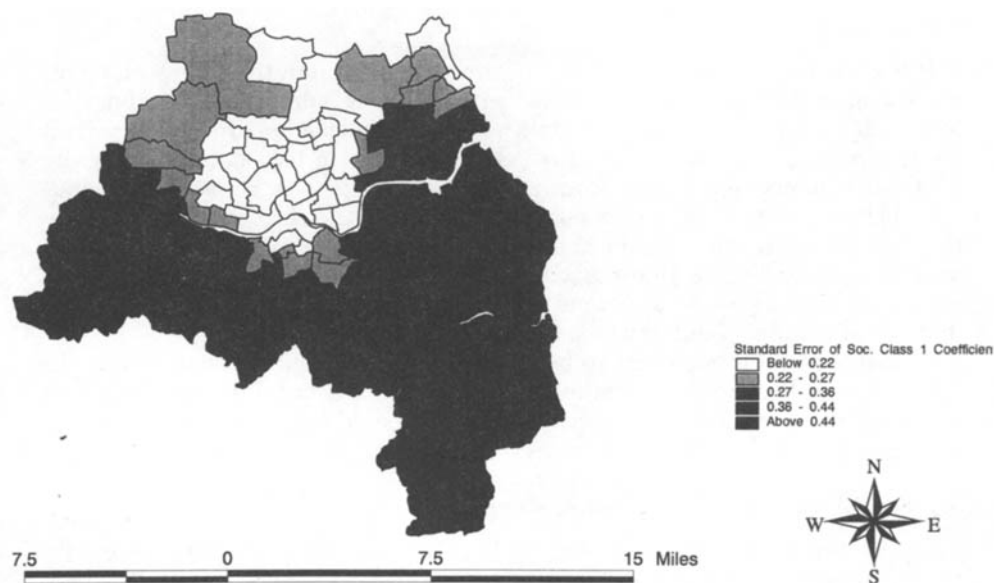 Standard Error of Soc. Class 1 Coefficien
Below 0.22
0.22 - 0.27
0.27 - 0.36
0.36 - 0.44
Above 0.44
N
W E
S
7.5 0 7.5 15 Miles